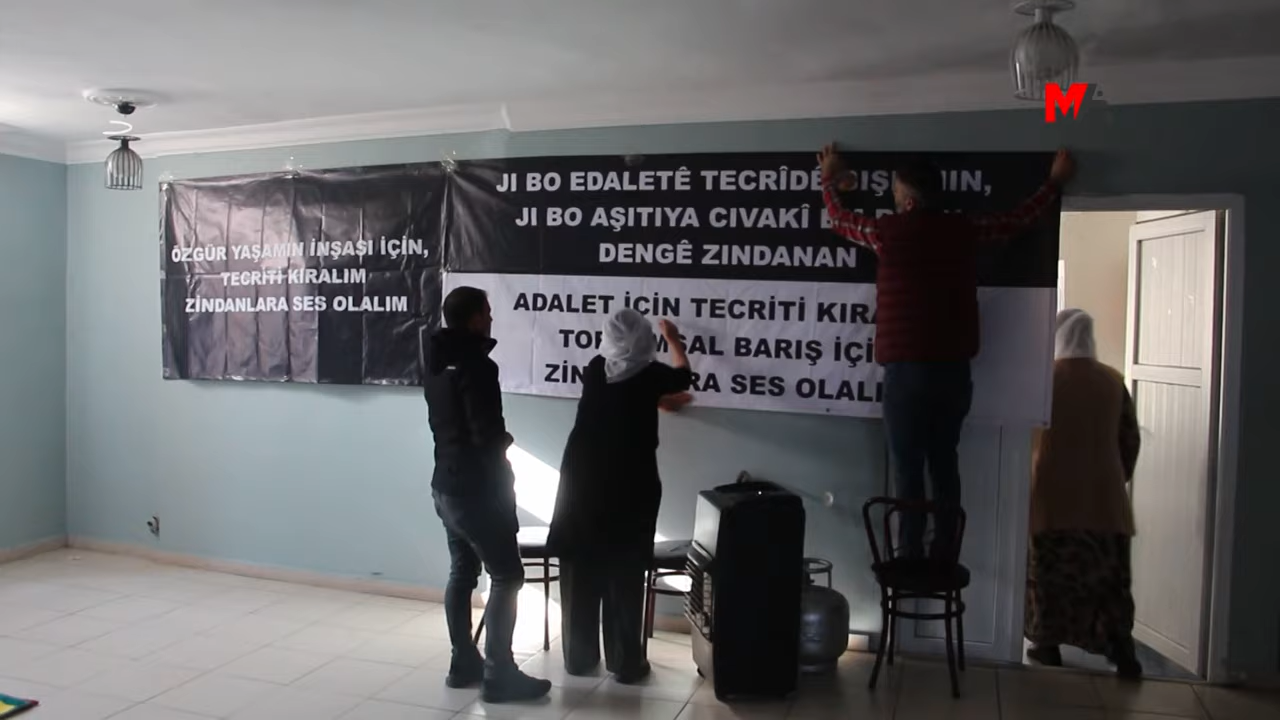 ÖZGÜR YAŞAMIN İNŞASI İÇİN,
TECRİTİ KIRALIM
ZİNDANLARA SES OLALIM
JI BO EDALETÊ TECRÎDÊ
JI BO AŞITIYA CIVAKÎ
DENGÊ ZINDANAN
ADALET İÇİN TECRİTİ
BARIŞ
SES
M